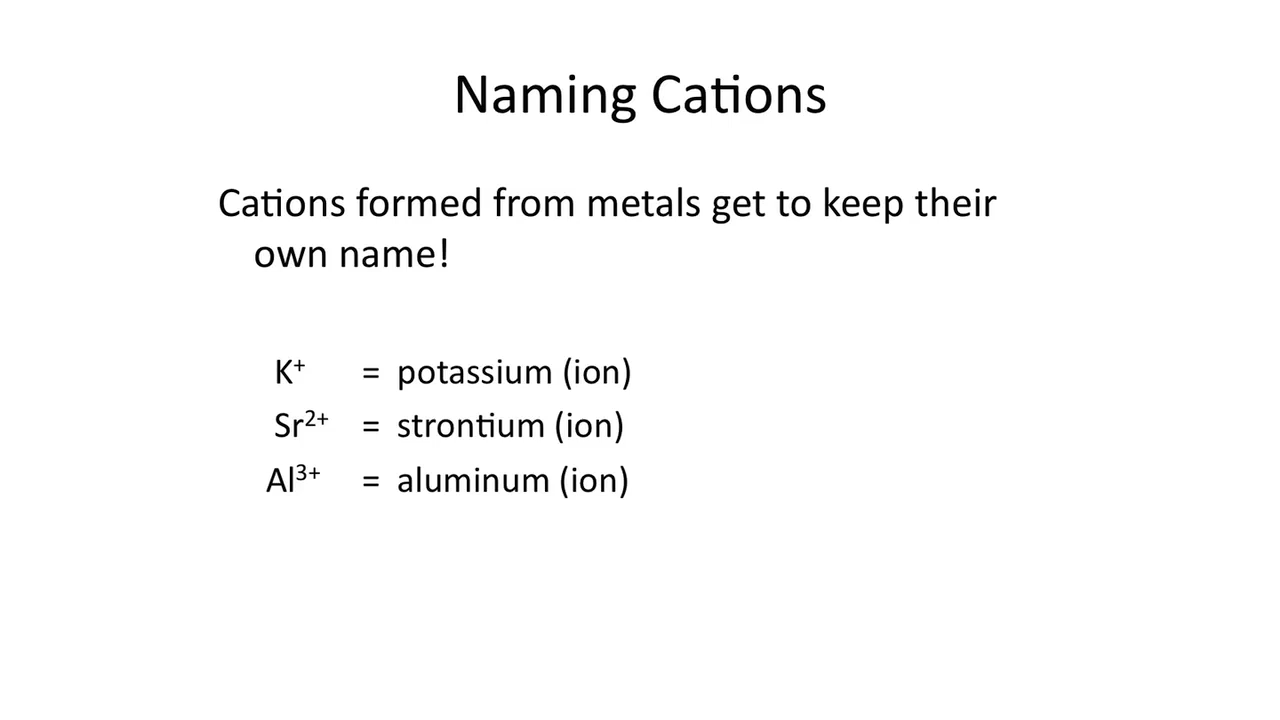 Naming Cations
Cations formed from metals get to keep their
own name!
K⁺ = potassium (ion)
Sr²⁺ = strontium (ion)
Al³⁺ = aluminum (ion)